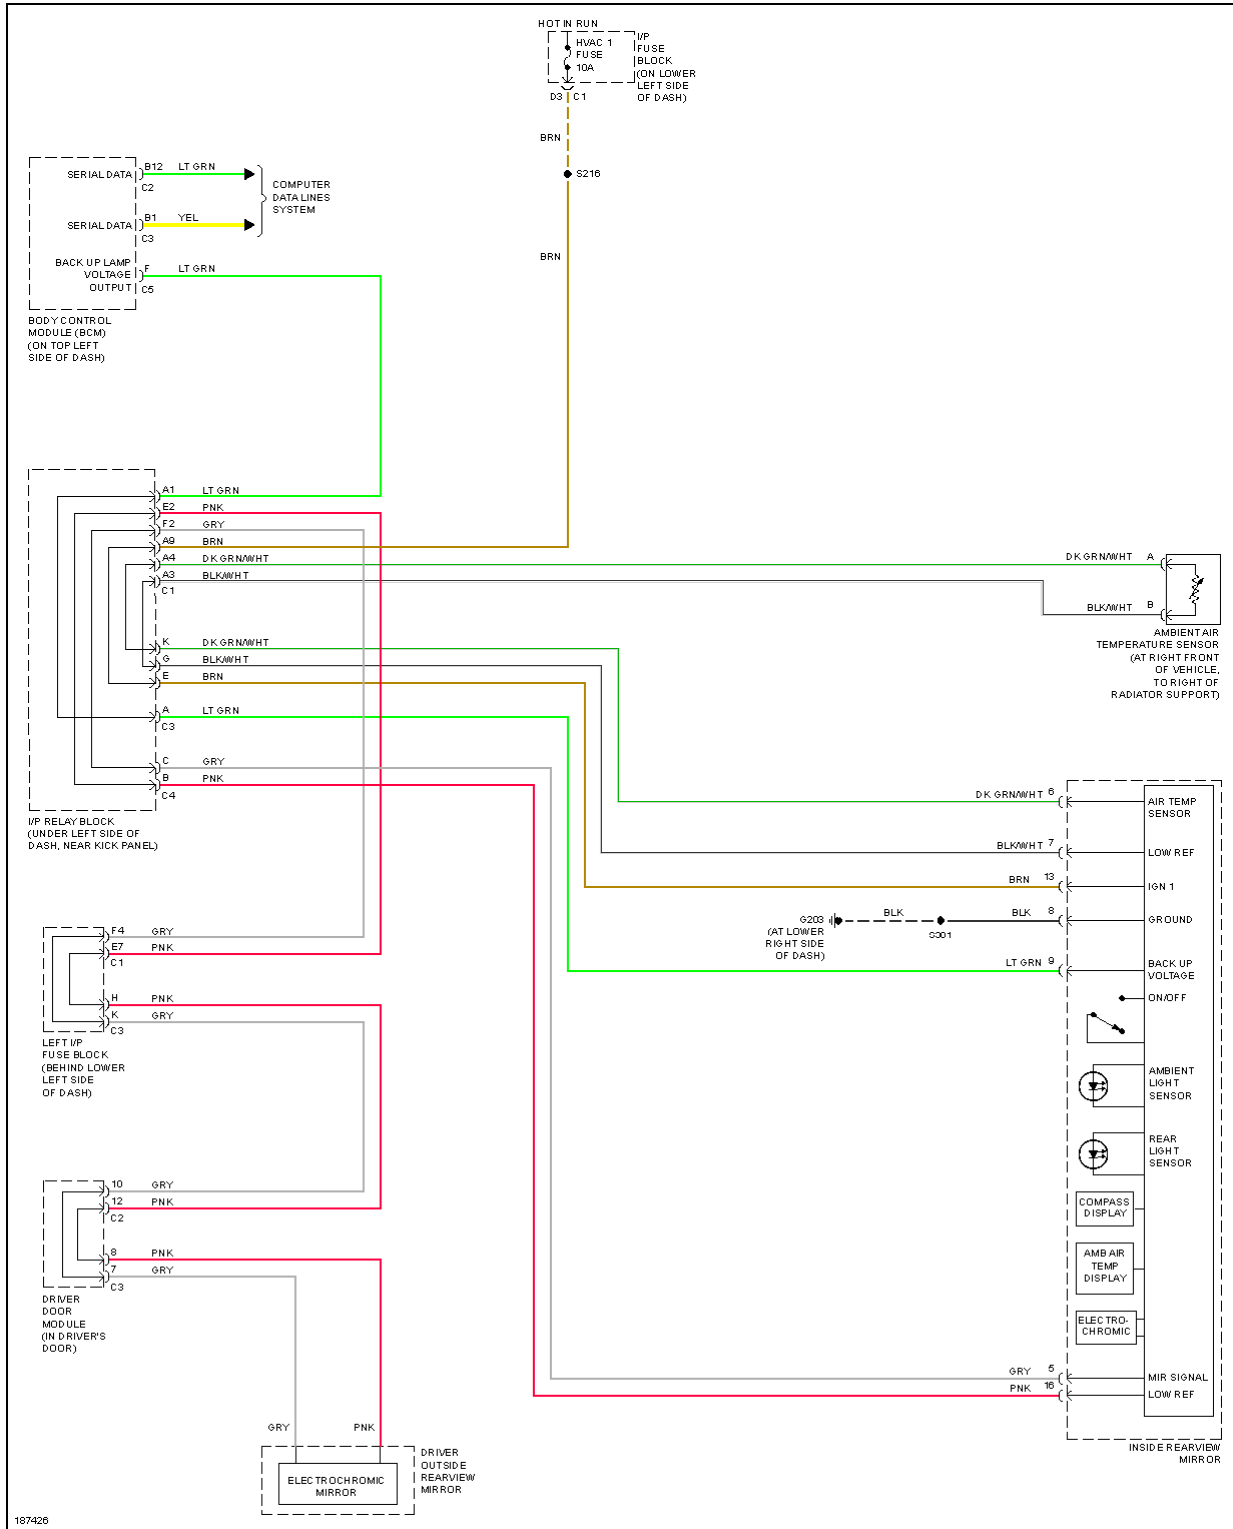 HOT IN RUN
HVAC 1
FUSE
10A
I/P
FUSE
BLOCK
(ON LOWER
LEFT SIDE
OF DASH)
D3 C1
BRN
S216
BRN
SERIAL DATA
B12 LT GRN
C2
SERIAL DATA
B1 YEL
C3
COMPUTER
DATA LINES
SYSTEM
BACK UP LAMP
VOLTAGE
OUTPUT
F LT GRN
C5
BODY CONTROL
MODULE (BCM)
(ON TOP LEFT
SIDE OF DASH)
A1 LT GRN
E2 PNK
F2 GRY
A9 BRN
A4 DK GRN/WHT
A3 BLK/WHT
C1
K DK GRN/WHT
G BLK/WHT
E BRN
A LT GRN
C3
C GRY
B PNK
C4
I/P RELAY BLOCK
(UNDER LEFT SIDE OF
DASH, NEAR KICK PANEL)
DK GRN/WHT A
BLK/WHT B
AMBIENT AIR
TEMPERATURE SENSOR
(AT RIGHT FRONT
OF VEHICLE,
TO RIGHT OF
RADIATOR SUPPORT)
DK GRN/WHT 6
AIR TEMP
SENSOR
BLK/WHT 7
LOW REF
BRN 13
IGN 1
G203
(AT LOWER
RIGHT SIDE
OF DASH)
BLK
S301
BLK 8
GROUND
LT GRN 9
BACK UP
VOLTAGE
ON/OFF
AMBIENT
LIGHT
SENSOR
REAR
LIGHT
SENSOR
COMPASS
DISPLAY
AMB AIR
TEMP
DISPLAY
ELECTRO-
CHROMIC
GRY 5
MIR SIGNAL
PNK 16
LOW REF
INSIDE REARVIEW
MIRROR
F4 GRY
E7 PNK
C1
H PNK
K GRY
C3
LEFT I/P
FUSE BLOCK
(BEHIND LOWER
LEFT SIDE
OF DASH)
10 GRY
12 PNK
C2
8 PNK
7 GRY
C3
DRIVER
DOOR
MODULE
(IN DRIVER'S
DOOR)
GRY PNK
ELECTROCHROMIC
MIRROR
DRIVER
OUTSIDE
REARVIEW
MIRROR
187426